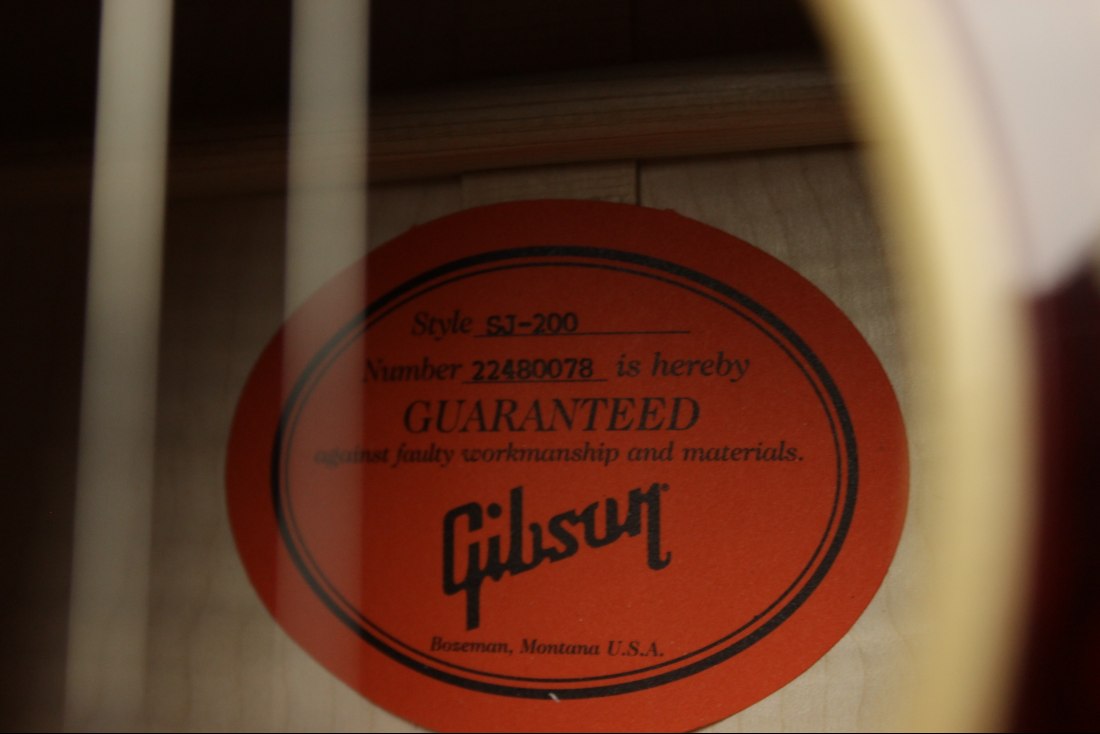 Style SJ-200
Number 22480078 is hereby
GUARANTEED
against faulty workmanship and materials.
Gibson
Bozeman, Montana U.S.A.